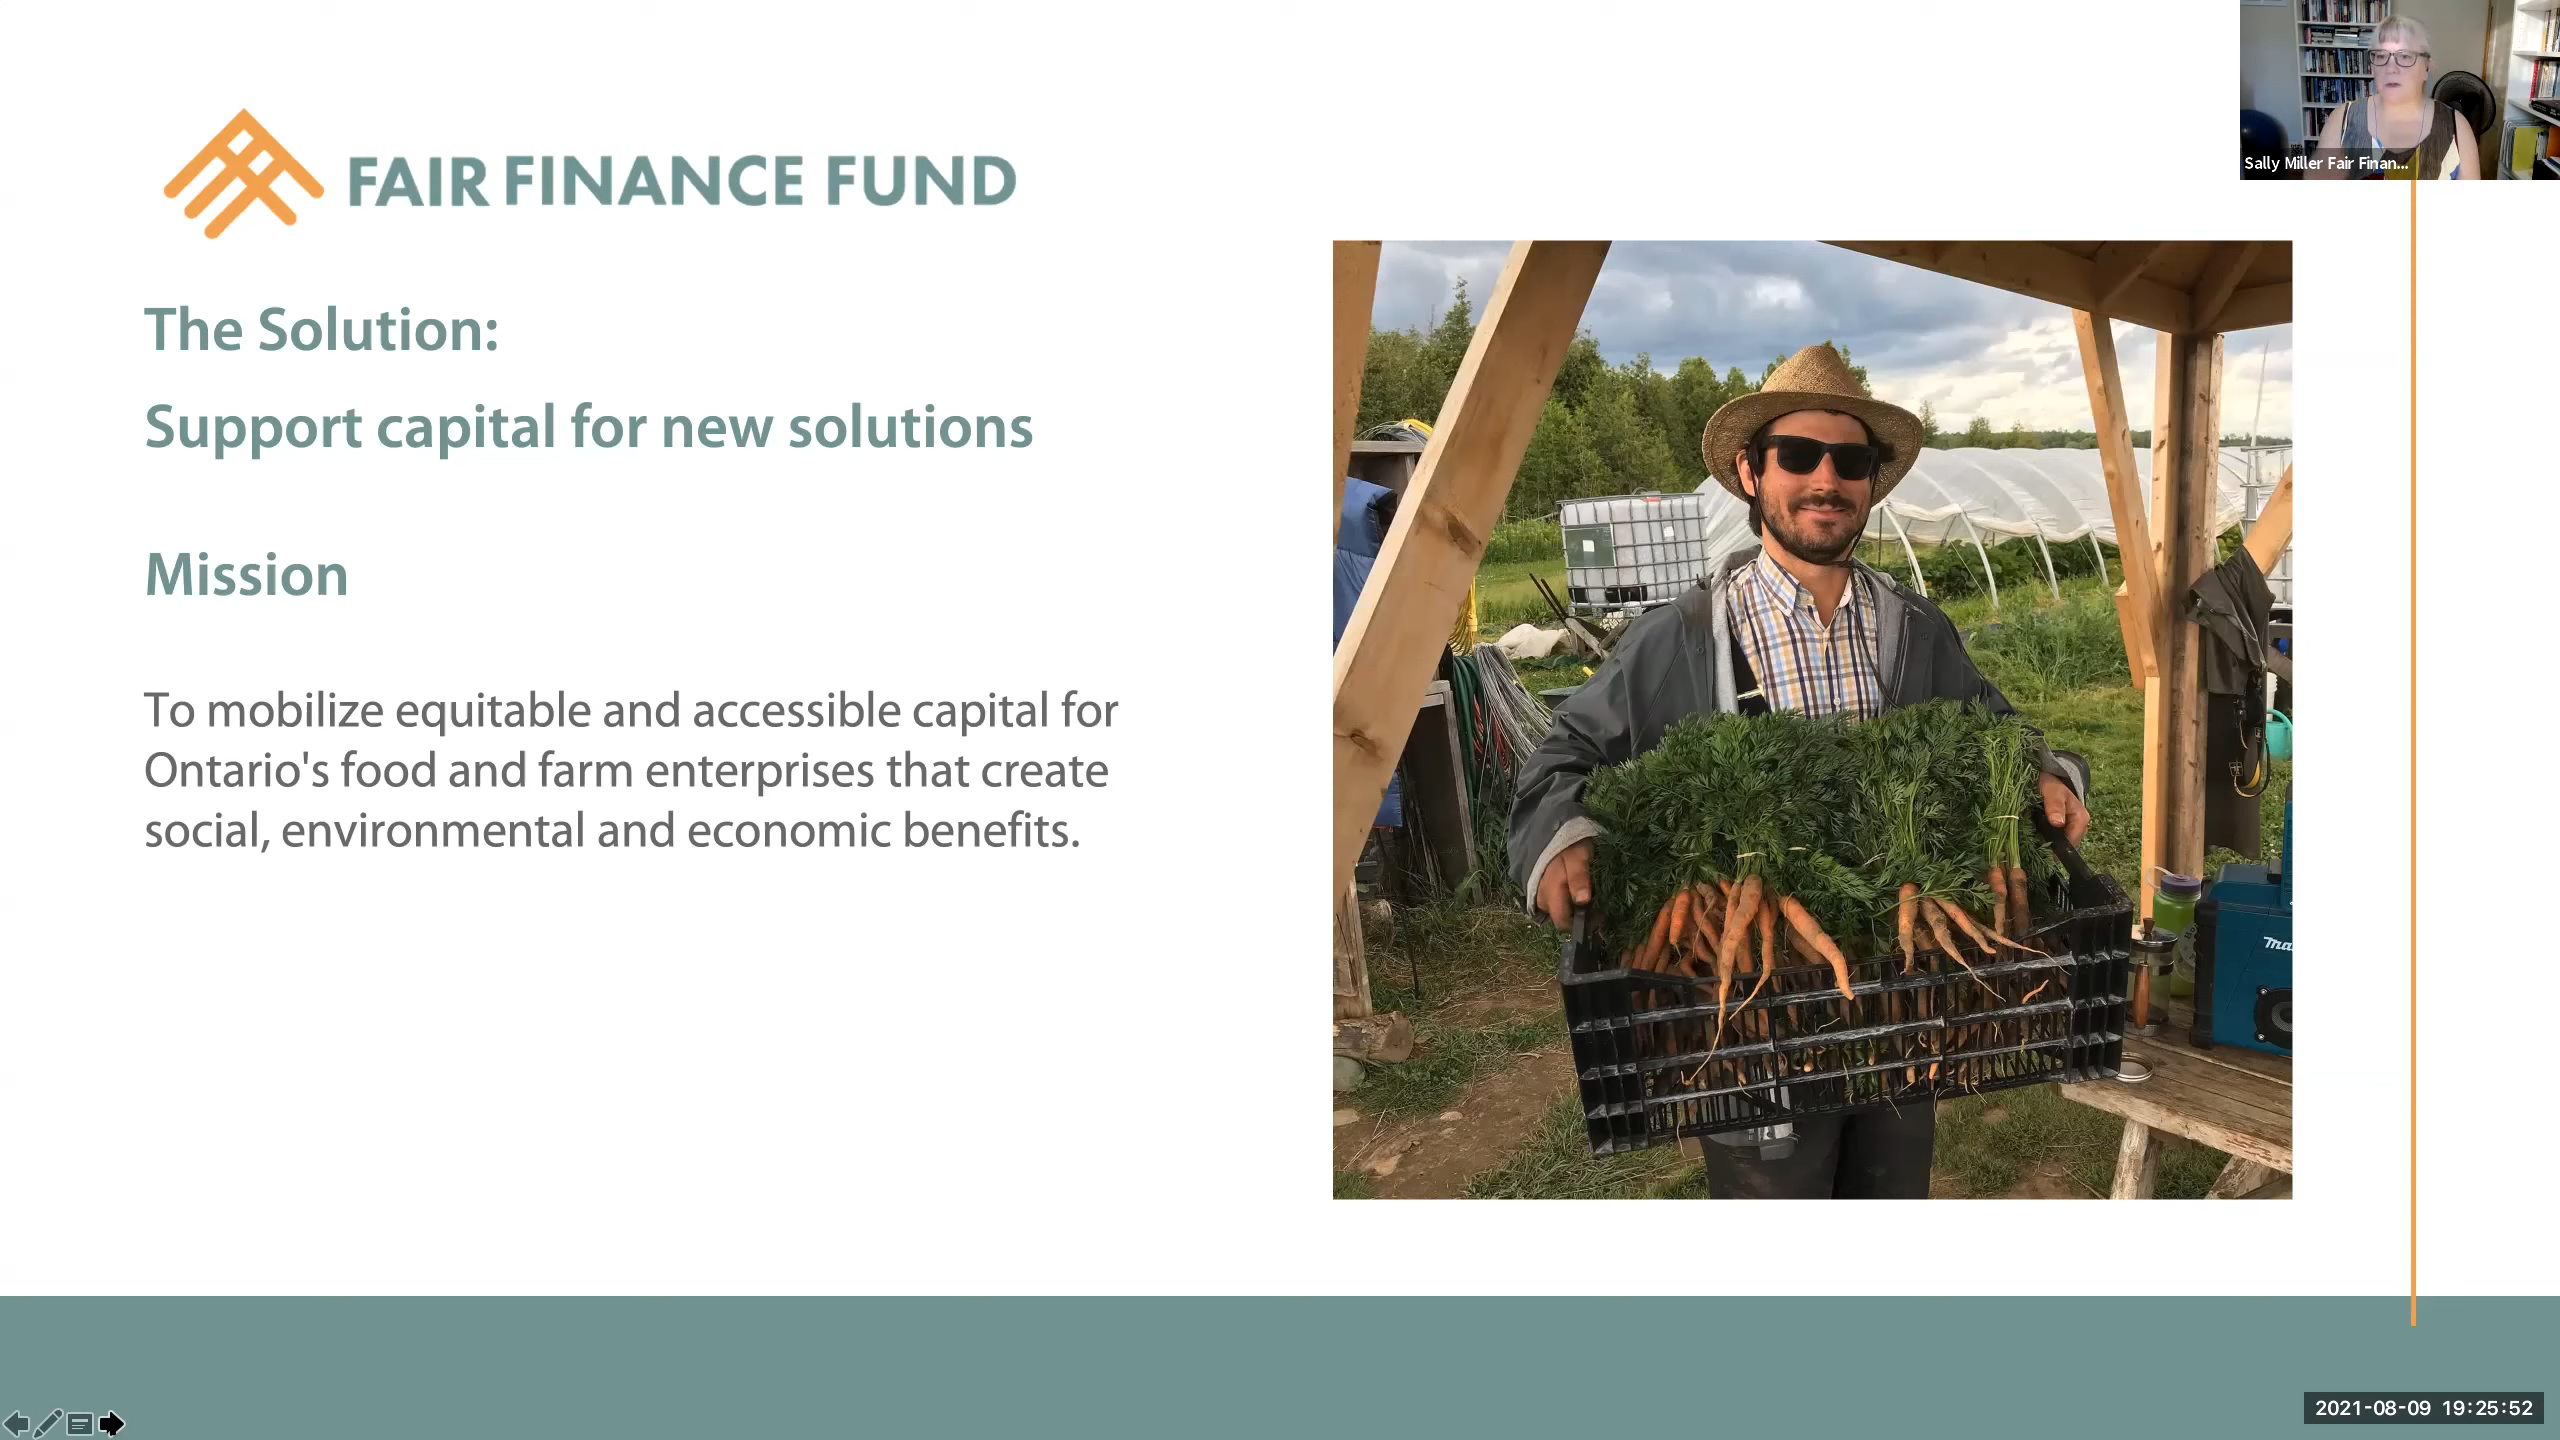 Sally Miller Fair Finan...
FAIR FINANCE FUND
The Solution:
Support capital for new solutions
Mission
To mobilize equitable and accessible capital for
Ontario's food and farm enterprises that create
social, environmental and economic benefits.
2021-08-09 19:25:52